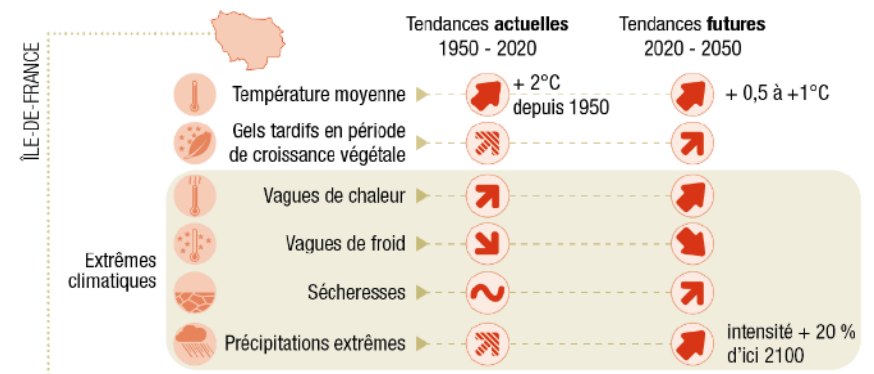 Tendances actuelles
1950 - 2020
Tendances futures
2020 - 2050
ÎLE-DE-FRANCE
Température moyenne
+ 2°C
depuis 1950
+ 0,5 à +1°C
Gels tardifs en période
de croissance végétale
Extrêmes
climatiques
Vagues de chaleur
Vagues de froid
Sécheresses
Précipitations extrêmes
intensité + 20 %
d'ici 2100